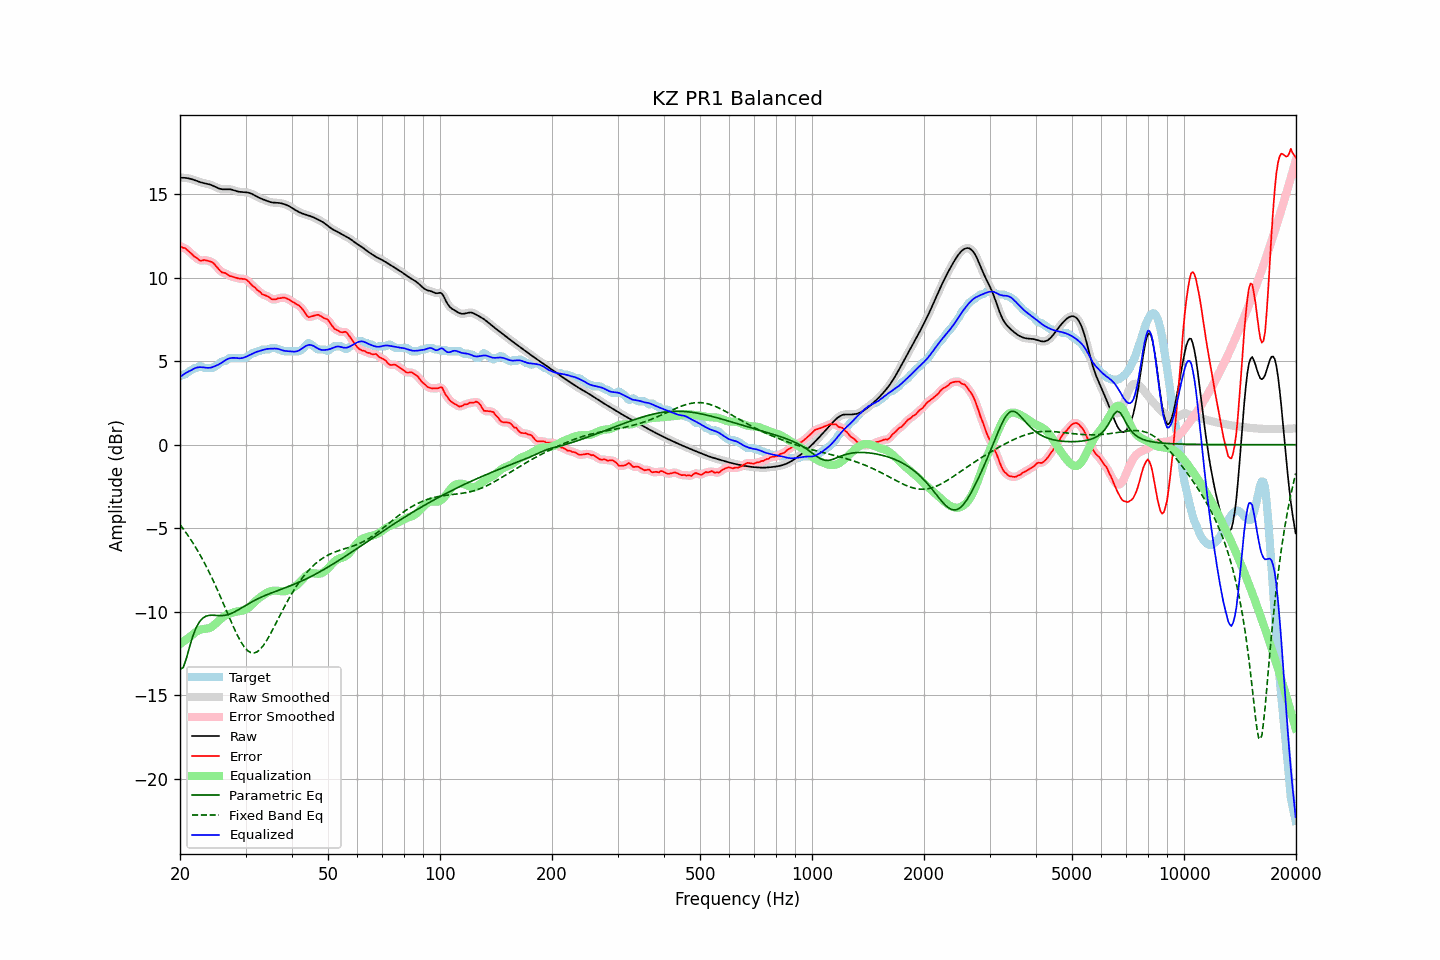 KZ PR1 Balanced
Amplitude (dBr)
15
10
5
0
−5
−10
−15
−20
Target
Raw Smoothed
Error Smoothed
Raw
Error
Equalization
Parametric Eq
Fixed Band Eq
Equalized
20 50 100 200 500 1000 2000 5000 10000 20000
Frequency (Hz)